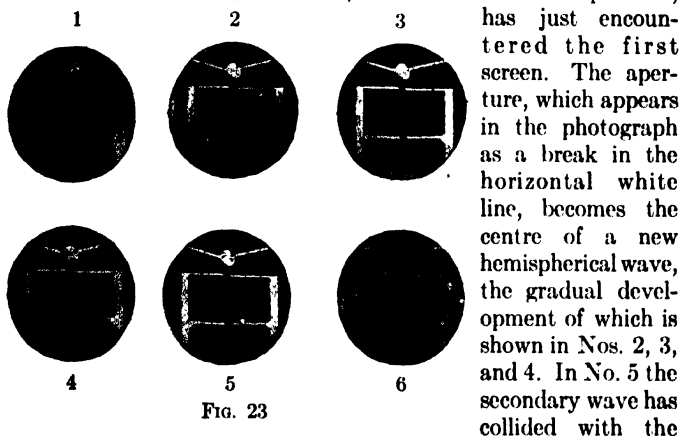 1 2 3
4 5 6
Fig. 23
has just encoun-
tered the first
screen. The aper-
ture, which appears
in the photograph
as a break in the
horizontal white
line, becomes the
centre of a new
hemispherical wave,
the gradual devel-
opment of which is
shown in Nos. 2, 3,
and 4. In No. 5 the
secondary wave has
collided with the